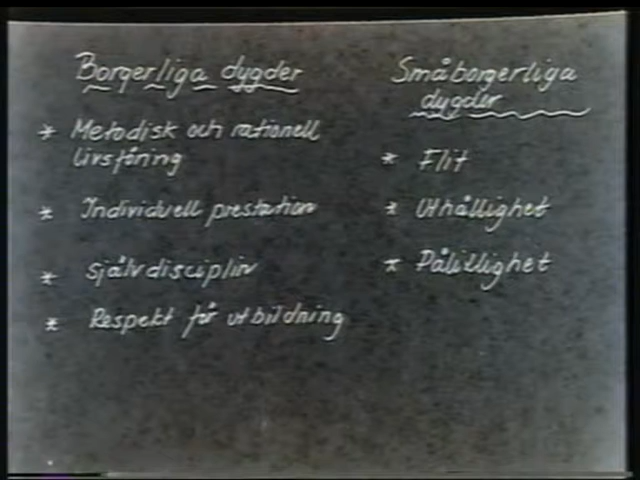 Borgerliga dygder
* Metodisk och rationell
livsföring
* Individuell prestation
* självdisciplin
* Respekt för utbildning
Småborgerliga
dygder
* Flit
* Uthållighet
* Pålitlighet